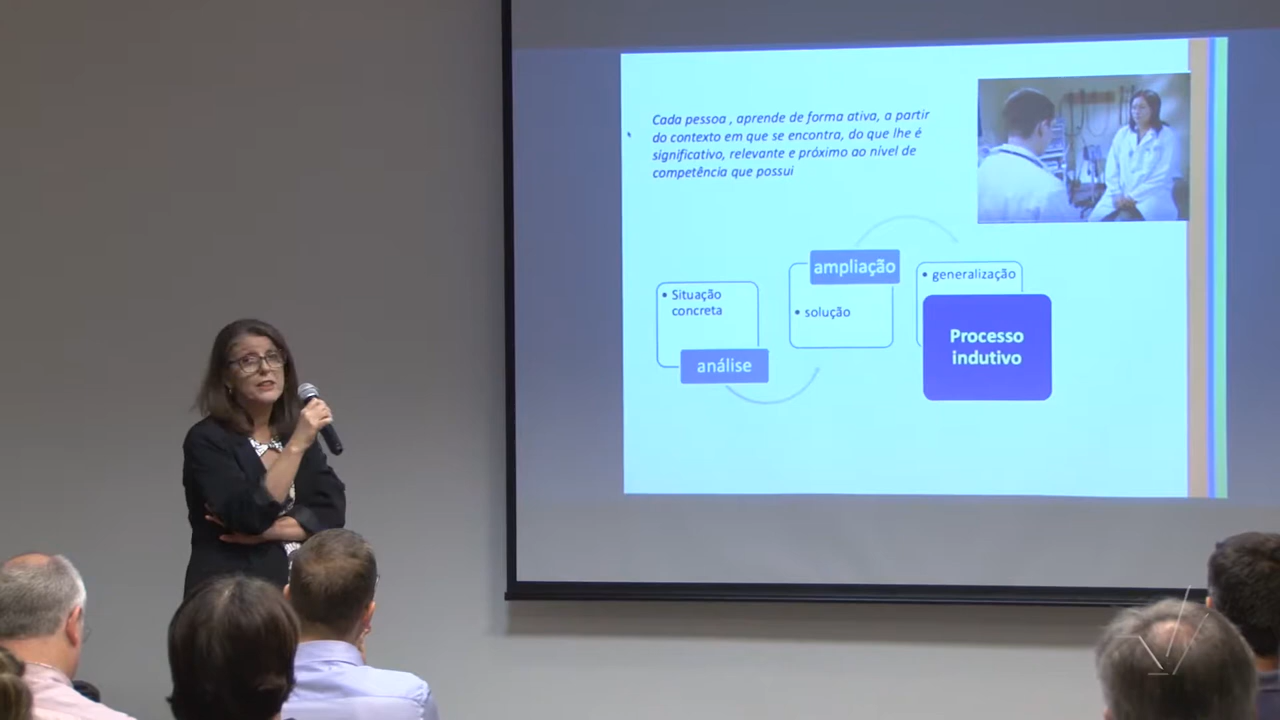 Cada pessoa , aprende de forma ativa, a partir
do contexto em que se encontra, do que lhe é
significativo, relevante e próximo ao nível de
competência que possui
• Situação
concreta
análise
ampliação
• solução
• generalização
Processo
indutivo